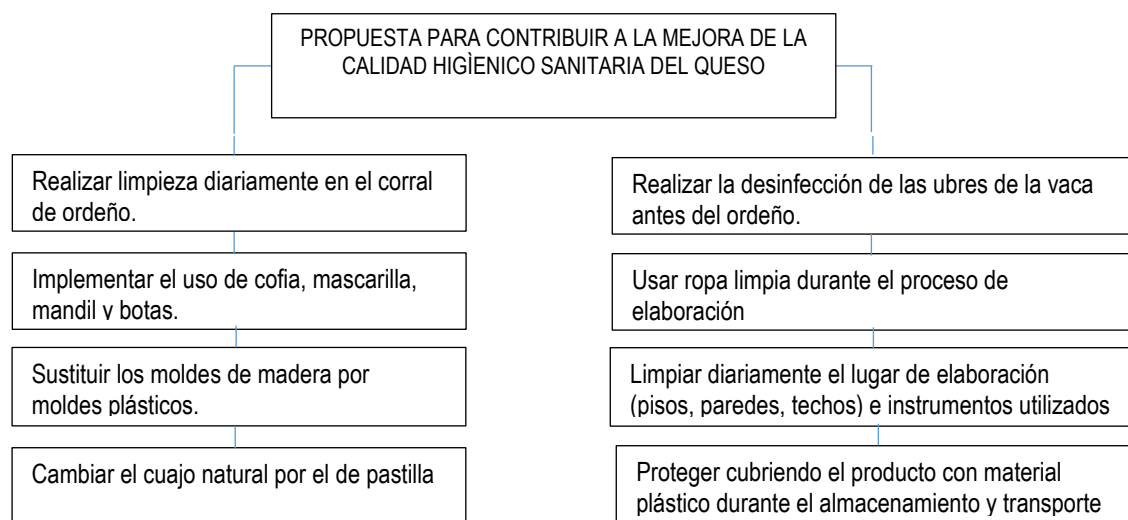 PROPUESTA PARA CONTRIBUIR A LA MEJORA DE LA
CALIDAD HIGÌENICO SANITARIA DEL QUESO
Realizar limpieza diariamente en el corral
de ordeño.
Implementar el uso de cofia, mascarilla,
mandil y botas.
Sustituir los moldes de madera por
moldes plásticos.
Cambiar el cuajo natural por el de pastilla
Realizar la desinfección de las ubres de la vaca
antes del ordeño.
Usar ropa limpia durante el proceso de
elaboración
Limpiar diariamente el lugar de elaboración
(pisos, paredes, techos) e instrumentos utilizados
Proteger cubriendo el producto con material
plástico durante el almacenamiento y transporte